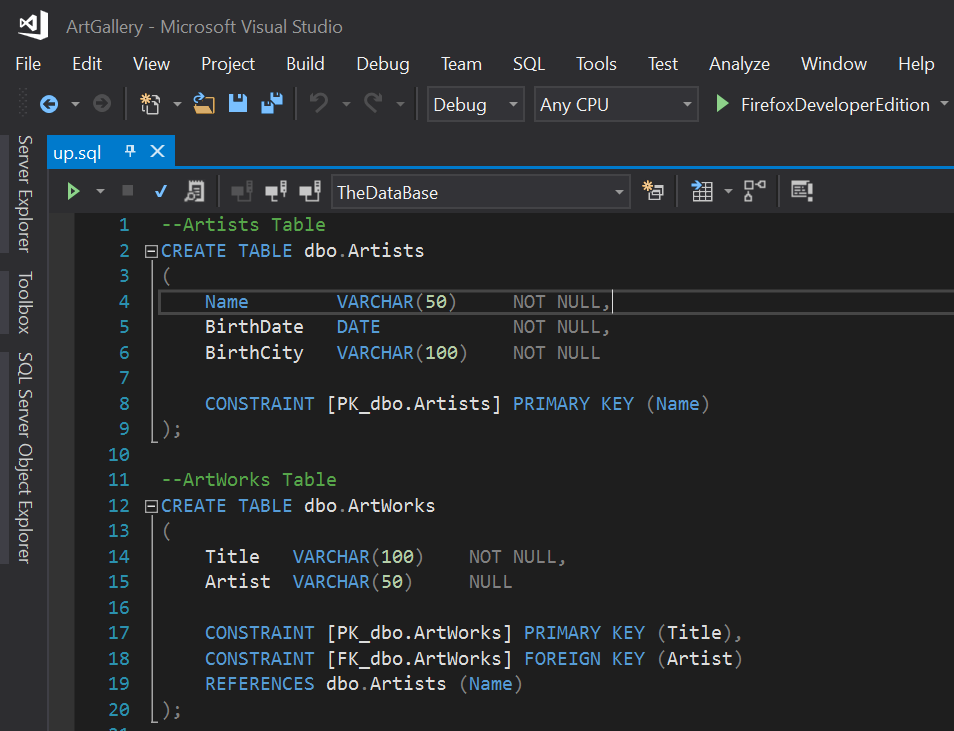 ArtGallery - Microsoft Visual Studio
File Edit View Project Build Debug Team SQL Tools Test Analyze Window Help
Debug Any CPU FirefoxDeveloperEdition
Server Explorer
Toolbox
SQL Server Object Explorer
up.sql
TheDataBase
1 --Artists Table
2 CREATE TABLE dbo.Artists
3 (
4 Name VARCHAR(50) NOT NULL,
5 BirthDate DATE NOT NULL,
6 BirthCity VARCHAR(100) NOT NULL
7
8 CONSTRAINT [PK_dbo.Artists] PRIMARY KEY (Name)
9 );
10
11 --ArtWorks Table
12 CREATE TABLE dbo.ArtWorks
13 (
14 Title VARCHAR(100) NOT NULL,
15 Artist VARCHAR(50) NULL
16
17 CONSTRAINT [PK_dbo.ArtWorks] PRIMARY KEY (Title),
18 CONSTRAINT [FK_dbo.ArtWorks] FOREIGN KEY (Artist)
19 REFERENCES dbo.Artists (Name)
20 );